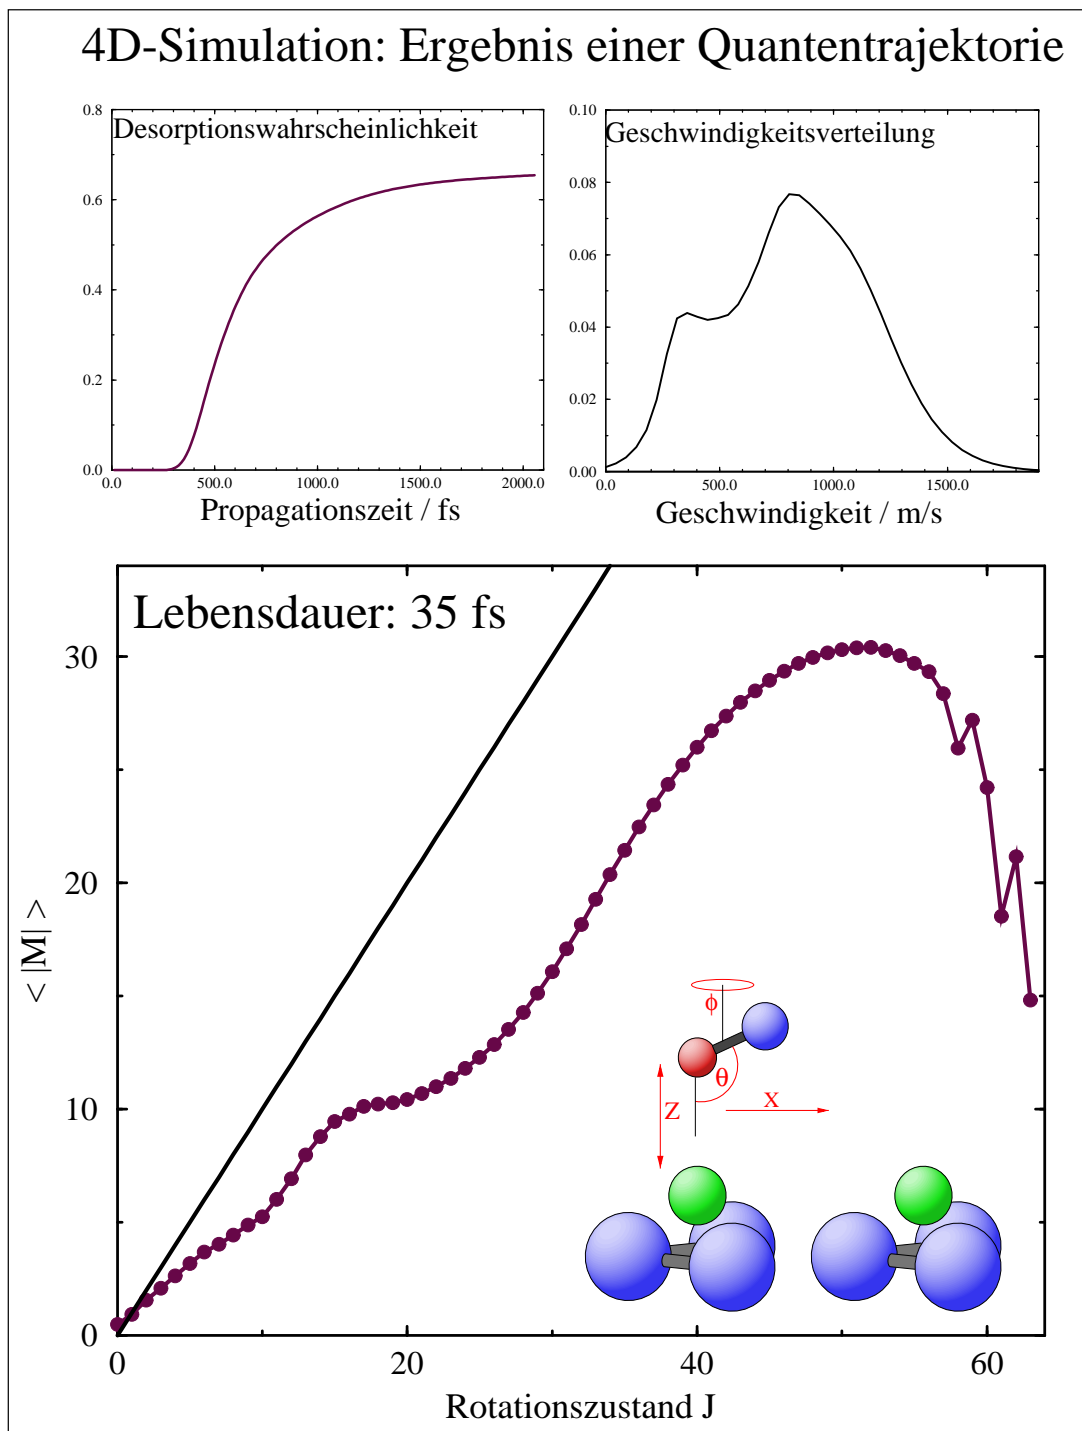 4D-Simulation: Ergebnis einer Quantentrajektorie
Desorptionswahrscheinlichkeit
0.8
0.6
0.4
0.2
0.0
0.0 500.0 1000.0 1500.0 2000.0
Propagationszeit / fs
Geschwindigkeitsverteilung
0.10
0.08
0.06
0.04
0.02
0.00
0.0 500.0 1000.0 1500.0
Geschwindigkeit / m/s
Lebensdauer: 35 fs
< |M| >
30
20
10
0
ϕ
θ
Z
X
0 20 40 60
Rotationszustand J